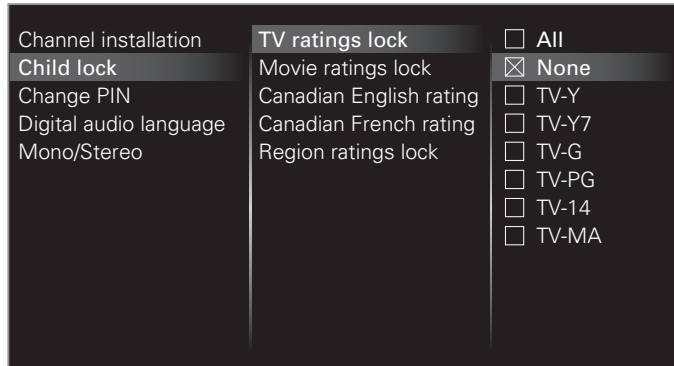 Channel installation
Child lock
Change PIN
Digital audio language
Mono/Stereo
TV ratings lock
Movie ratings lock
Canadian English rating
Canadian French rating
Region ratings lock
All
None
TV-Y
TV-Y7
TV-G
TV-PG
TV-14
TV-MA